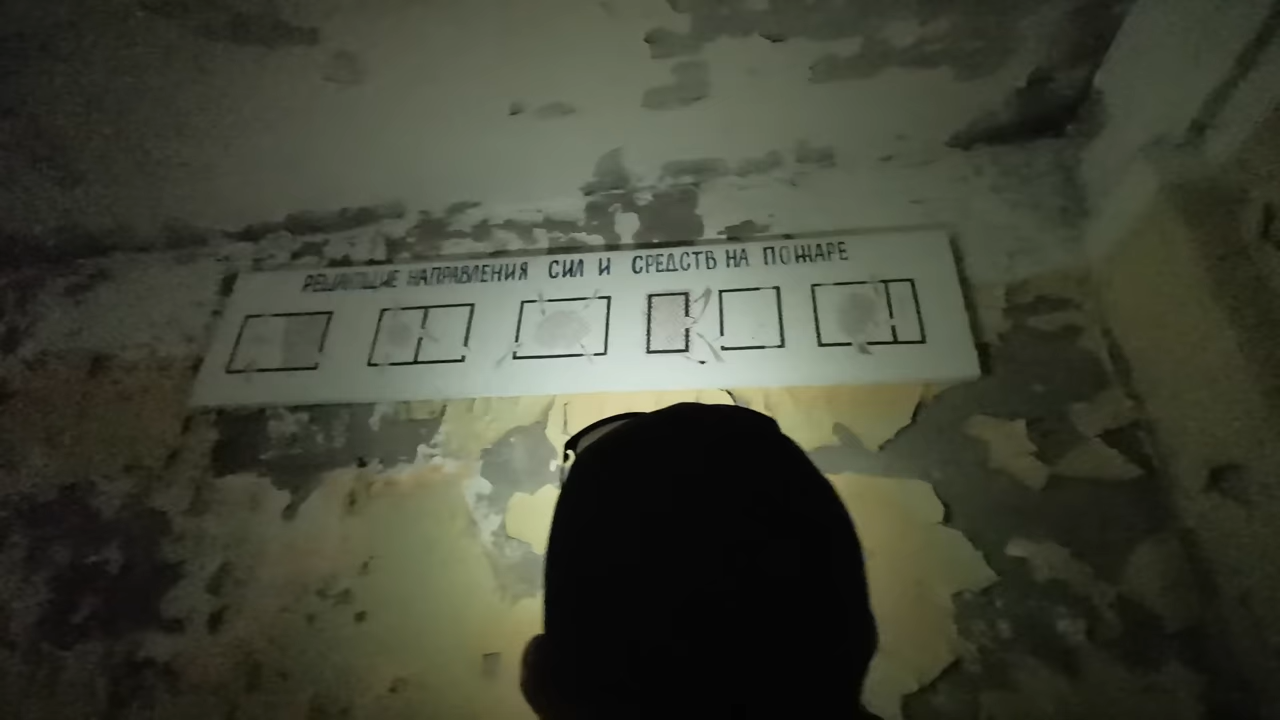 РЕШАЮЩИЕ НАПРАВЛЕНИЯ СИЛ И СРЕДСТВ НА ПОЖАРЕ